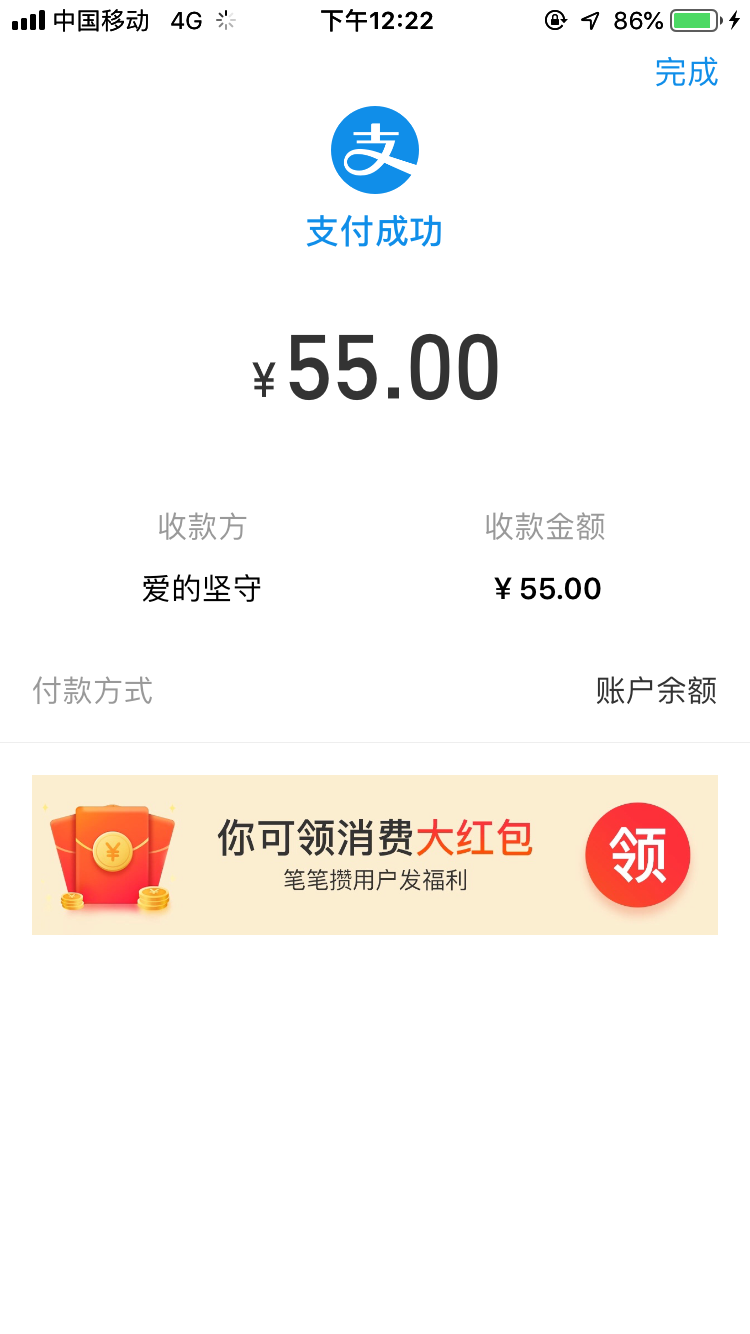 中国移动 4G 下午12:22 86%
完成
支
支付成功
¥55.00
收款方 收款金额
爱的坚守 ¥ 55.00
付款方式 账户余额
你可领消费大红包 领
笔笔攒用户发福利
¥